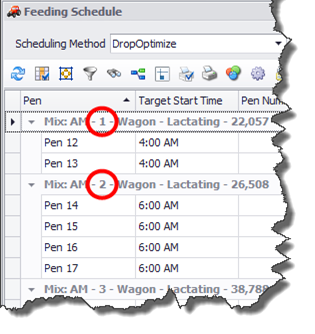 Feeding Schedule
Scheduling Method DropOptimize
Pen Target Start Time Pen Num
Mix: AM - 1 - Wagon - Lactating - 22,057
Pen 12 4:00 AM
Pen 13 4:00 AM
Mix: AM - 2 - Wagon - Lactating - 26,508
Pen 14 6:00 AM
Pen 15 6:00 AM
Pen 16 6:00 AM
Pen 17 6:00 AM
Mix: AM - 3 - Wagon - Lactating - 38,788